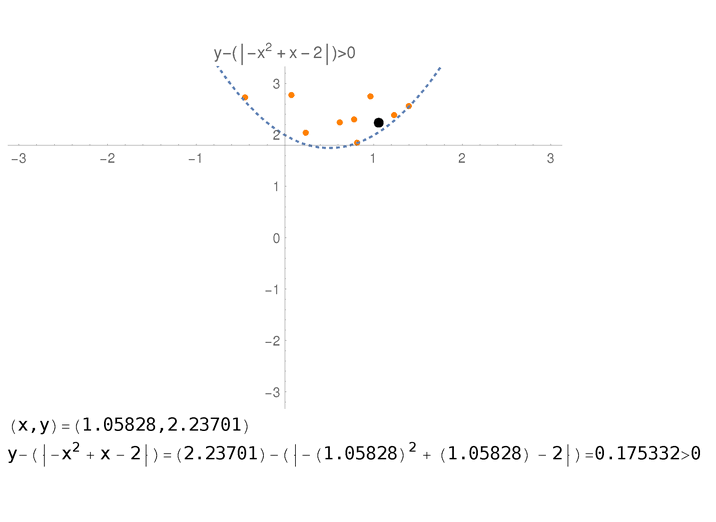 y−(|−x² + x − 2|)>0
3
2
−3 −2 −1 1 2 3
1
0
−1
−2
−3
(x,y)=(1.05828,2.23701)
y−(|−x² + x − 2|)=(2.23701)−(|−(1.05828)² + (1.05828) − 2|)=0.175332>0